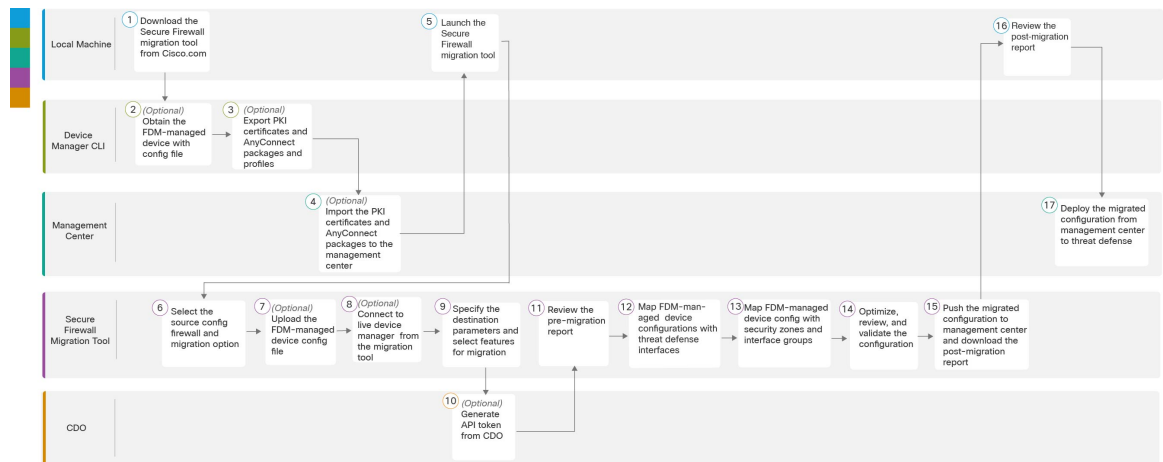 Local Machine
1
Download the
Secure Firewall
migration tool
from Cisco.com
5
Launch the
Secure
Firewall
migration tool
16
Review the
post-migration
report
Device
Manager CLI
2
(Optional)
Obtain the
FDM-managed
device with
config file
3
(Optional)
Export PKI
certificates and
AnyConnect
packages and
profiles
Management
Center
4
(Optional)
Import the PKI
certificates and
AnyConnect
packages to the
management
center
17
Deploy the migrated
configuration from
management center
to threat defense
Secure
Firewall
Migration Tool
6
Select the
source config
firewall and
migration option
7
(Optional)
Upload the
FDM-managed
device config
file
8
(Optional)
Connect to
live device
manager from
the migration
tool
9
Specify the
destination
parameters and
select features
for migration
11
Review the
pre-migration
report
12
Map FDM-man-
aged device
configurations with
threat defense
interfaces
13
Map FDM-managed
device config with
security zones and
interface groups
14
Optimize,
review, and
validate the
configuration
15
Push the migrated
configuration to
management center
and download the
post-migration
report
CDO
10
(Optional)
Generate
API token
from CDO